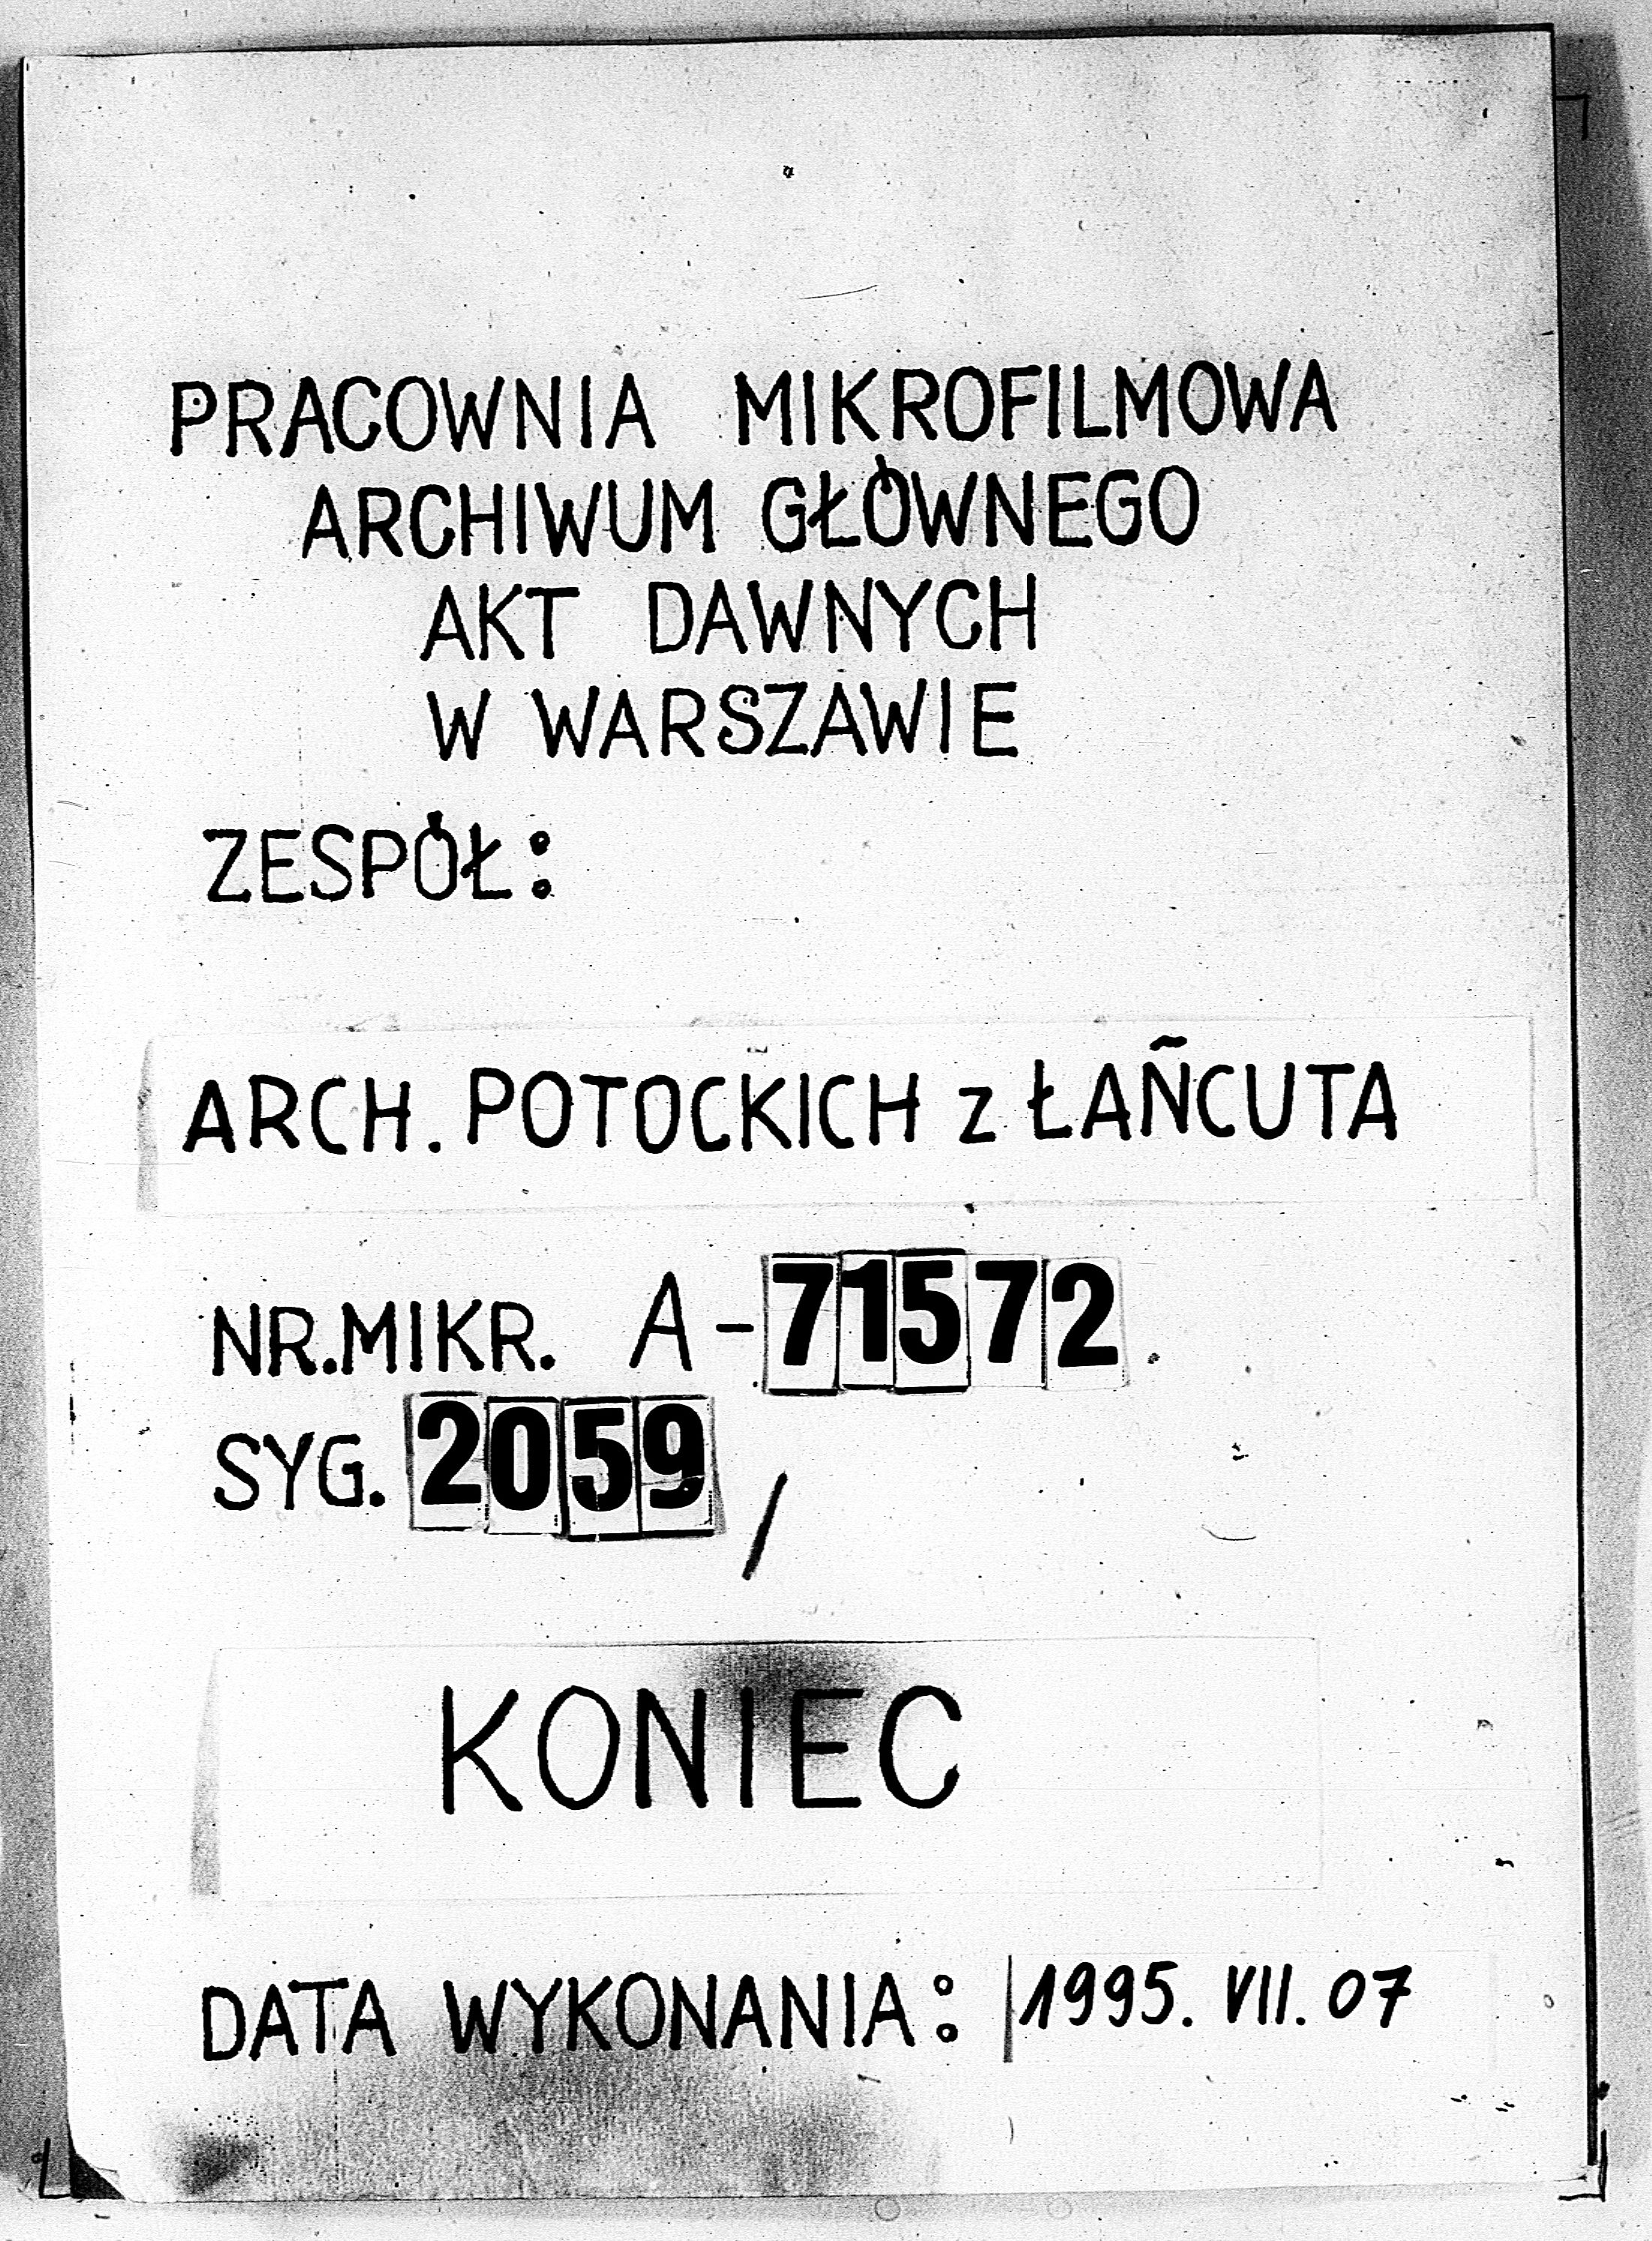 PRACOWNIA MIKROFILMOWA
ARCHIWUM GŁÓWNEGO
AKT DAWNYCH
W WARSZAWIE
ZESPÓŁ:
ARCH. POTOCKICH z ŁAŃCUTA
NR.MIKR. A-71572.
SYG. 2059/
KONIEC
DATA WYKONANIA: 1995. VII. 07